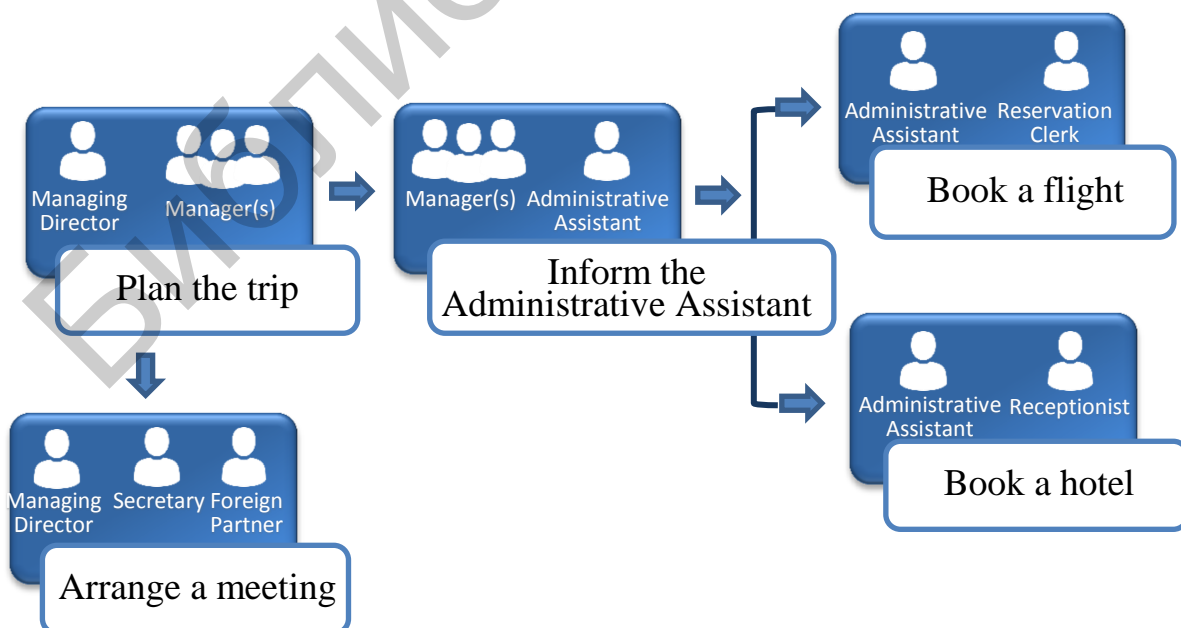 Managing
Director
Manager(s)
Plan the trip
Manager(s)
Administrative
Assistant
Inform the
Administrative Assistant
Administrative
Assistant
Reservation
Clerk
Book a flight
Administrative
Assistant
Receptionist
Book a hotel
Managing
Director
Secretary
Foreign
Partner
Arrange a meeting